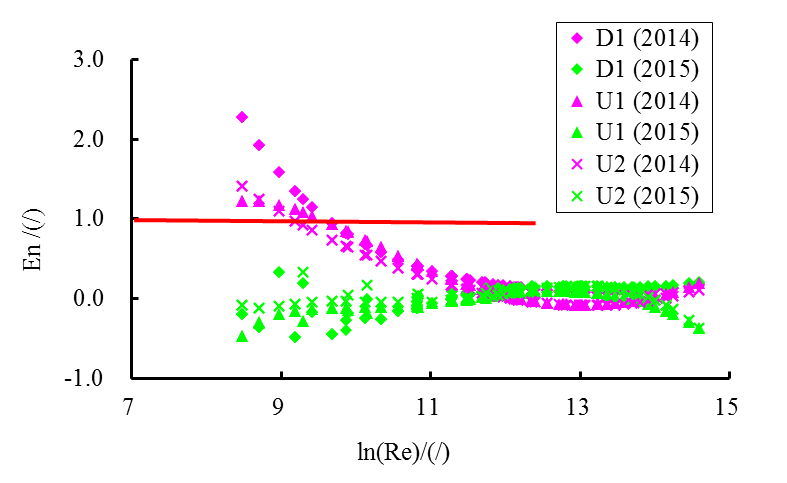 D1 (2014)
D1 (2015)
U1 (2014)
U1 (2015)
U2 (2014)
U2 (2015)
3.0
2.0
1.0
0.0
-1.0
En /(/)
7
9
11
13
15
ln(Re)/(/)